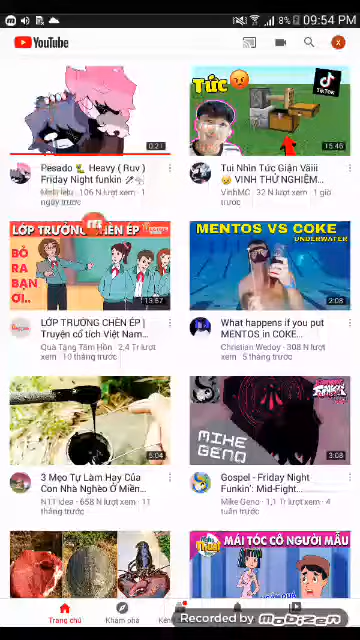 8% 09:54 PM
YouTube
X
Tức
TikTok
0:21
15:46
Pesado Heavy ( Ruv )
Friday Night funkin
106 N lượt xem · 1
ngày trước
Tui Nhìn Tức Giận Vãiii
VINH THỬ NGHIỆM...
VinhMC · 32 N lượt xem · 1 giờ
trước
LỚP TRƯỞNG CHÈN ÉP
BỎ
RA
BẠN
ƠI..
13:57
MENTOS VS COKE
UNDERWATER
2:08
LỚP TRƯỞNG CHÈN ÉP |
Truyện cổ tích Việt Nam...
Quà Tặng Tâm Hồn · 2,4 Tr lượt
xem · 10 tháng trước
What happens if you put
MENTOS in COKE...
308 N
lượt xem · 5 tháng trước
5:04
MIKE
GENO
3:08
3 Mẹo Tự Làm Hay Của
Con Nhà Nghèo Ở Miền...
N1T idea · 658 N lượt xem · 11
tháng trước
Gospel - Friday Night
Funkin': Mid-Fight...
Mike Geno · 1,1 Tr lượt xem · 4
tuần trước
MÁI TÓC CÔ NGƯỜI MẪU
Trang chủ
Khám phá
Recorded by MOBIZEN